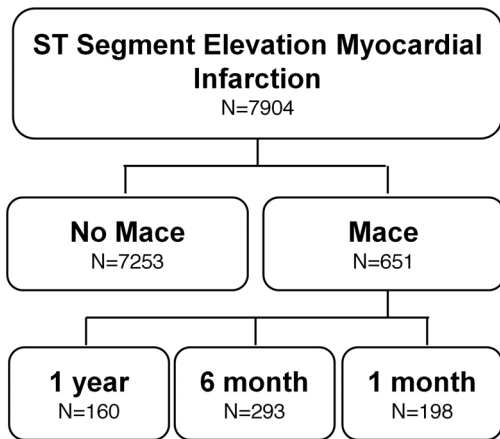 ST Segment Elevation Myocardial
Infarction
N=7904
No Mace
N=7253
Mace
N=651
1 year
N=160
6 month
N=293
1 month
N=198